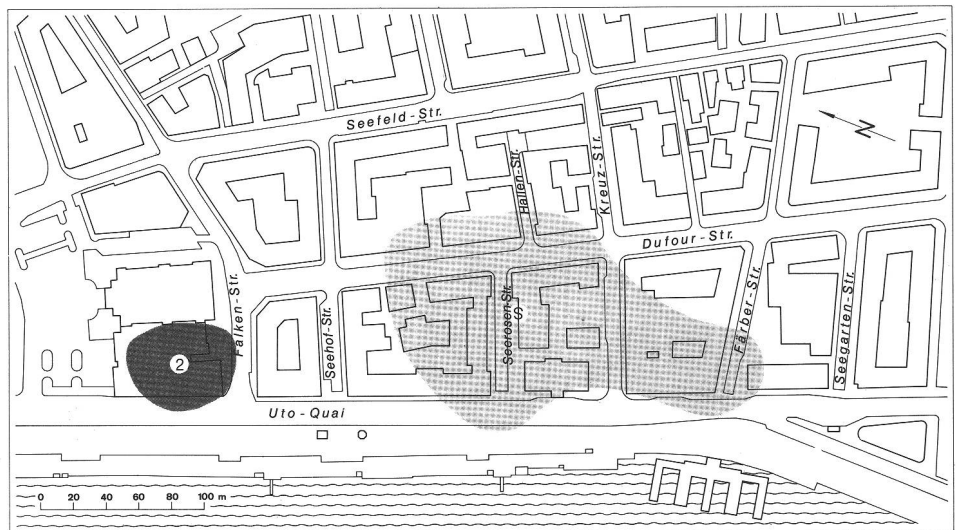 Seefeld-Str.
Hallen-Str.
Kreuz-Str.
N
Dufour-Str.
Falken-Str.
Seehof-Str.
Seerosen-Str.
S
Färber-Str.
Seegarten-Str.
2
Uto-Quai
0 20 40 60 80 100 m